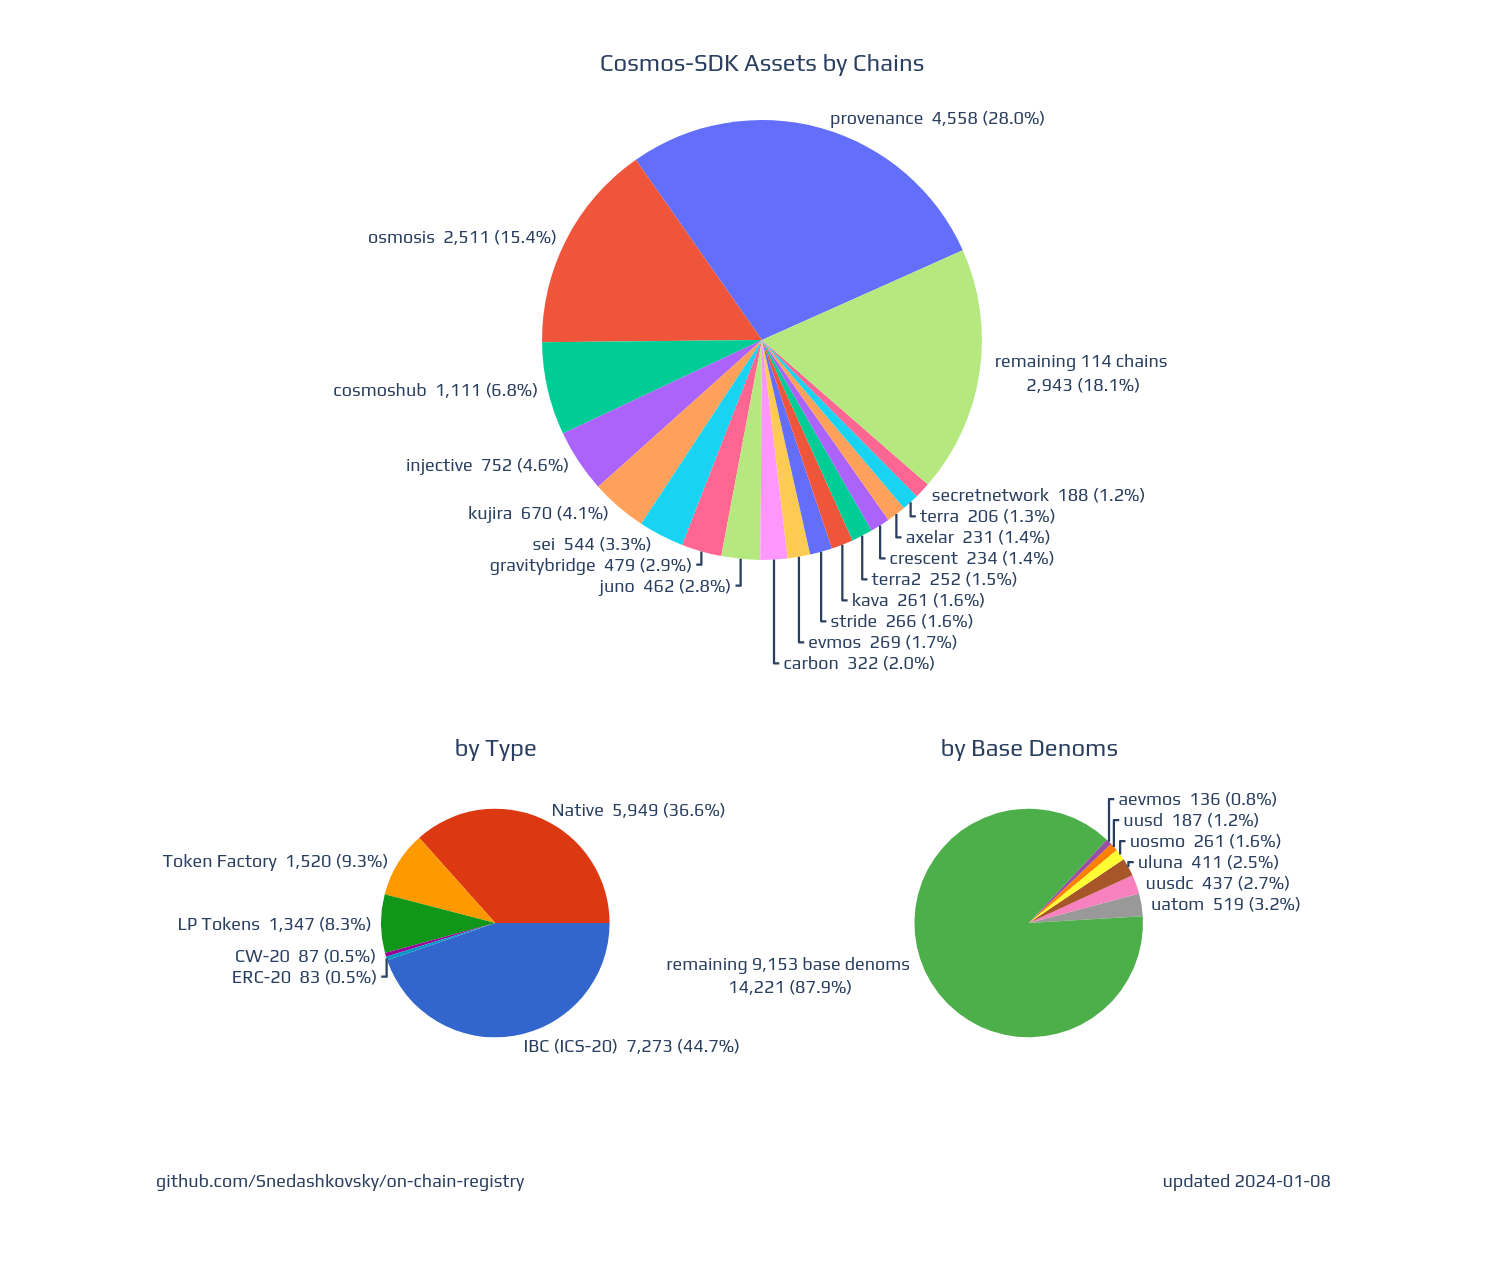 Cosmos-SDK Assets by Chains
provenance 4,558 (28.0%)
osmosis 2,511 (15.4%)
remaining 114 chains
2,943 (18.1%)
cosmoshub 1,111 (6.8%)
injective 752 (4.6%)
secretnetwork 188 (1.2%)
kujira 670 (4.1%)
terra 206 (1.3%)
axelar 231 (1.4%)
sei 544 (3.3%)
crescent 234 (1.4%)
gravitybridge 479 (2.9%)
terra2 252 (1.5%)
juno 462 (2.8%)
kava 261 (1.6%)
stride 266 (1.6%)
evmos 269 (1.7%)
carbon 322 (2.0%)
by Type
Native 5,949 (36.6%)
Token Factory 1,520 (9.3%)
LP Tokens 1,347 (8.3%)
CW-20 87 (0.5%)
ERC-20 83 (0.5%)
IBC (ICS-20) 7,273 (44.7%)
by Base Denoms
aevmos 136 (0.8%)
uusd 187 (1.2%)
uosmo 261 (1.6%)
uluna 411 (2.5%)
uusdc 437 (2.7%)
uatom 519 (3.2%)
remaining 9,153 base denoms
14,221 (87.9%)
github.com/Snedashkovsky/on-chain-registry
updated 2024-01-08